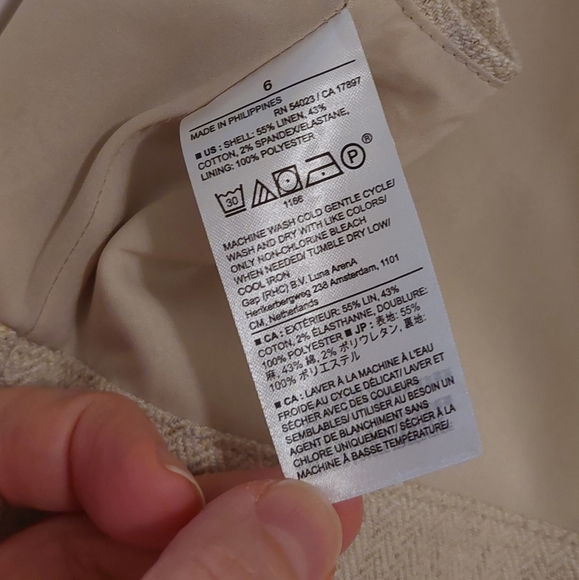 6
MADE IN PHILIPPINES RN 54023 / CA 17897
■ US : SHELL: 55% LINEN, 43%
COTTON, 2% SPANDEX/ELASTANE,
LINING: 100% POLYESTER
30 P ®
1166
MACHINE WASH COLD GENTLE CYCLE/
WASH AND DRY WITH LIKE COLORS/
ONLY NON-CHLORINE BLEACH
WHEN NEEDED/ TUMBLE DRY LOW/
COOL IRON
Gap (RHC) B.V. Luna ArenA
Herikerbergweg 238 Amsterdam, 1101
CM, Netherlands
■ CA : EXTÉRIEUR: 55% LIN, 43%
COTON, 2% ÉLASTHANNE, DOUBLURE:
100% POLYESTER ■ JP : 表地: 55%
麻, 43% 綿, 2% ポリウレタン, 裏地:
100% ポリエステル
■ CA : LAVER À LA MACHINE À L'EAU
FROIDE AU CYCLE DÉLICAT/ LAVER ET
SÉCHER AVEC DES COULEURS
SEMBLABLES/ UTILISER AU BESOIN UN
AGENT DE BLANCHIMENT SANS
CHLORE UNIQUEMENT/ SÉCHER À LA
MACHINE À BASSE TEMPÉRATURE/